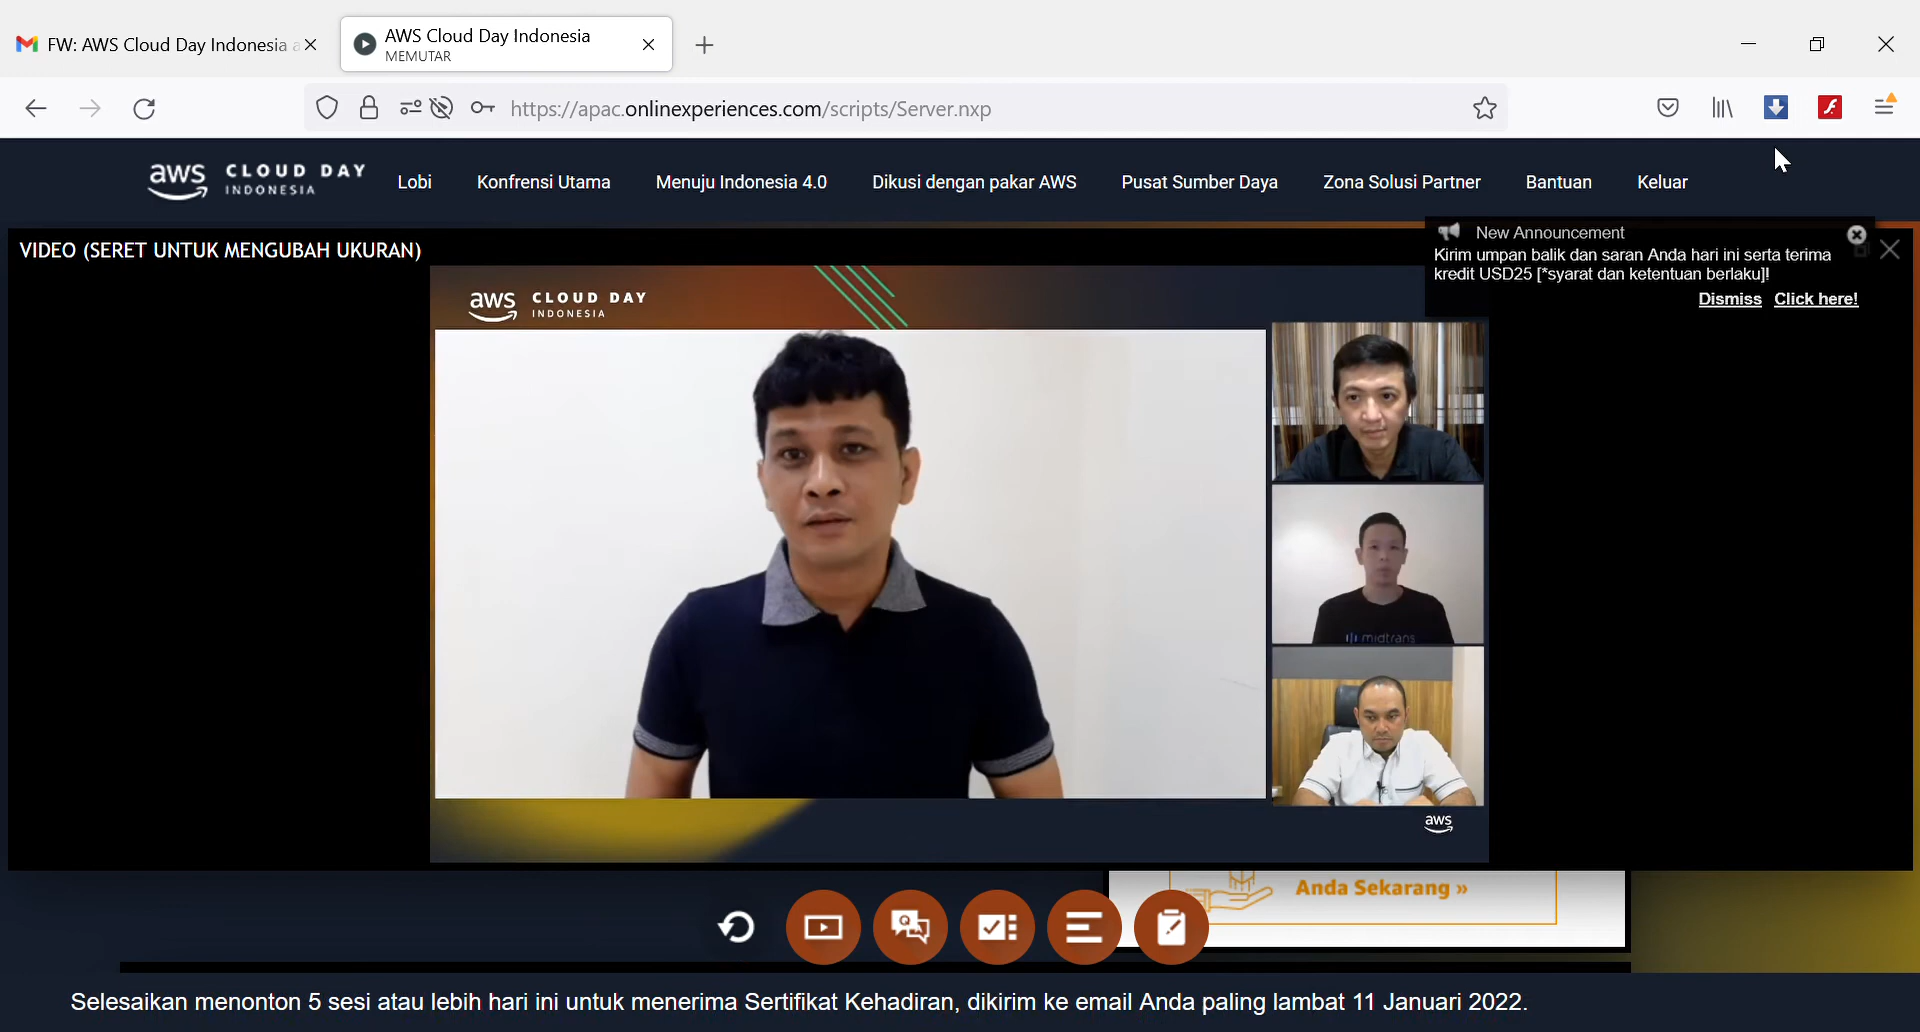 FW: AWS Cloud Day Indonesia a
AWS Cloud Day Indonesia
MEMUTAR
https://apac.onlinexperiences.com/scripts/Server.nxp
aws CLOUD DAY
INDONESIA
Lobi Konfrensi Utama Menuju Indonesia 4.0 Dikusi dengan pakar AWS Pusat Sumber Daya Zona Solusi Partner Bantuan Keluar
VIDEO (SERET UNTUK MENGUBAH UKURAN)
New Announcement
Kirim umpan balik dan saran Anda hari ini serta terima
kredit USD25 [*syarat dan ketentuan berlaku]!
Dismiss Click here!
aws CLOUD DAY
INDONESIA
midtrans
aws
Anda Sekarang »
Q
A
Selesaikan menonton 5 sesi atau lebih hari ini untuk menerima Sertifikat Kehadiran, dikirim ke email Anda paling lambat 11 Januari 2022.